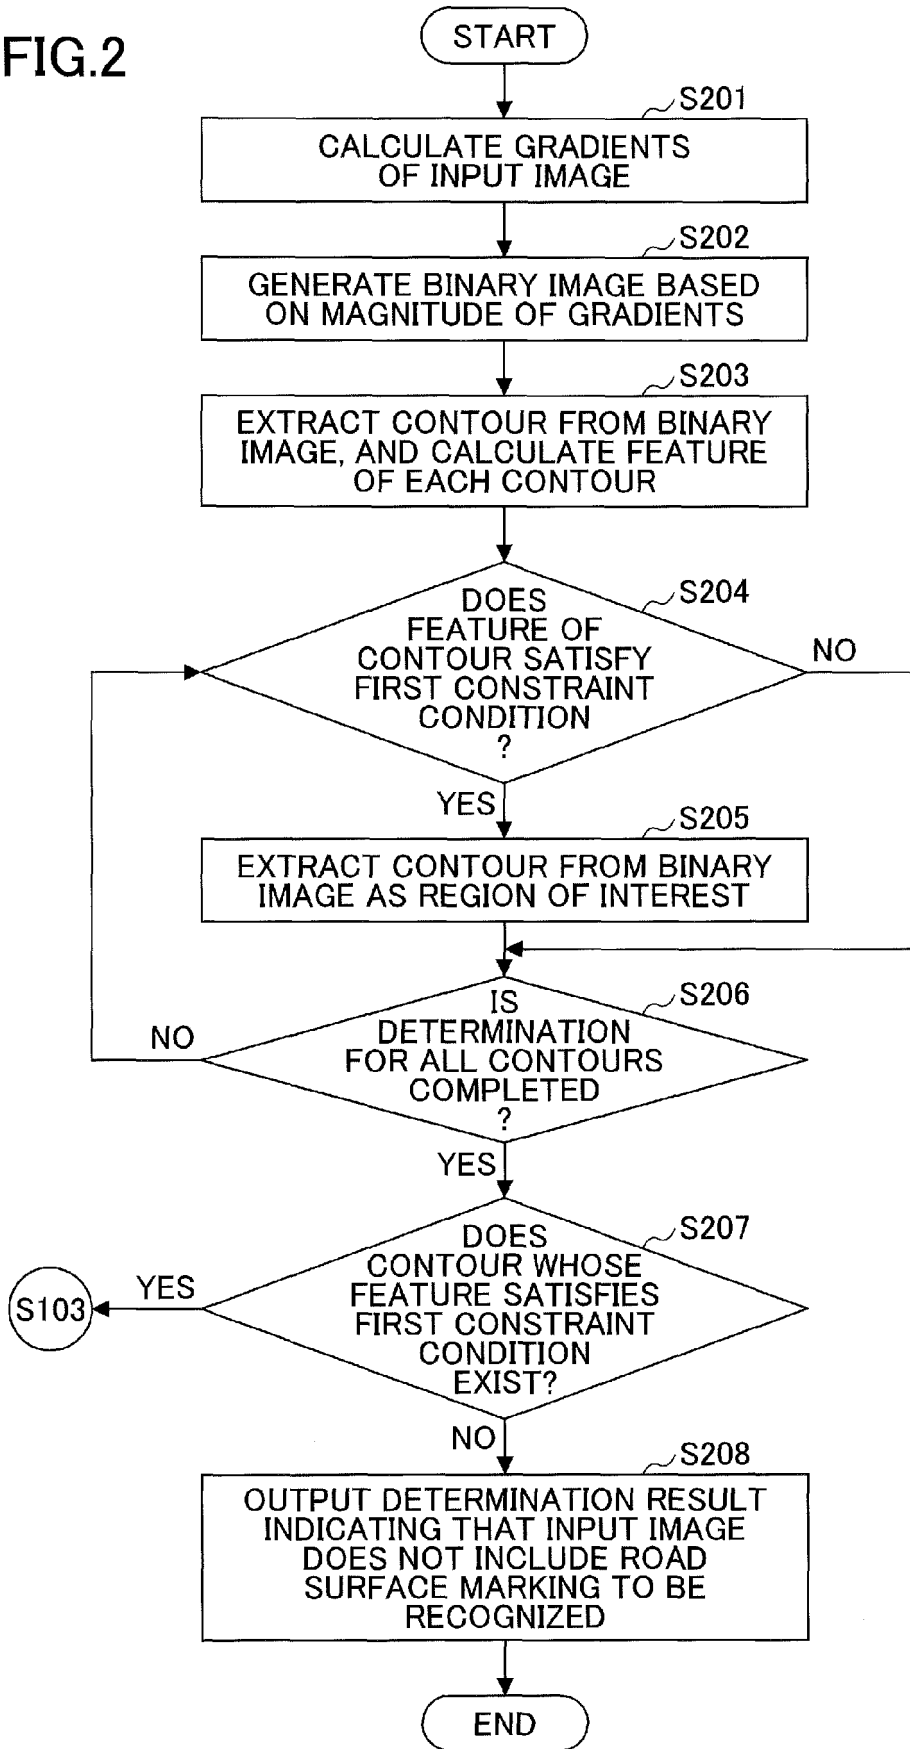 FIG.2
START
S201
CALCULATE GRADIENTS
OF INPUT IMAGE
S202
GENERATE BINARY IMAGE BASED
ON MAGNITUDE OF GRADIENTS
S203
EXTRACT CONTOUR FROM BINARY
IMAGE, AND CALCULATE FEATURE
OF EACH CONTOUR
S204
DOES
FEATURE OF
CONTOUR SATISFY
FIRST CONSTRAINT
CONDITION
?
NO
YES
S205
EXTRACT CONTOUR FROM BINARY
IMAGE AS REGION OF INTEREST
S206
IS
DETERMINATION
FOR ALL CONTOURS
COMPLETED
?
NO
YES
S207
DOES
CONTOUR WHOSE
FEATURE SATISFIES
FIRST CONSTRAINT
CONDITION
EXIST?
YES
S103
NO
S208
OUTPUT DETERMINATION RESULT
INDICATING THAT INPUT IMAGE
DOES NOT INCLUDE ROAD
SURFACE MARKING TO BE
RECOGNIZED
END